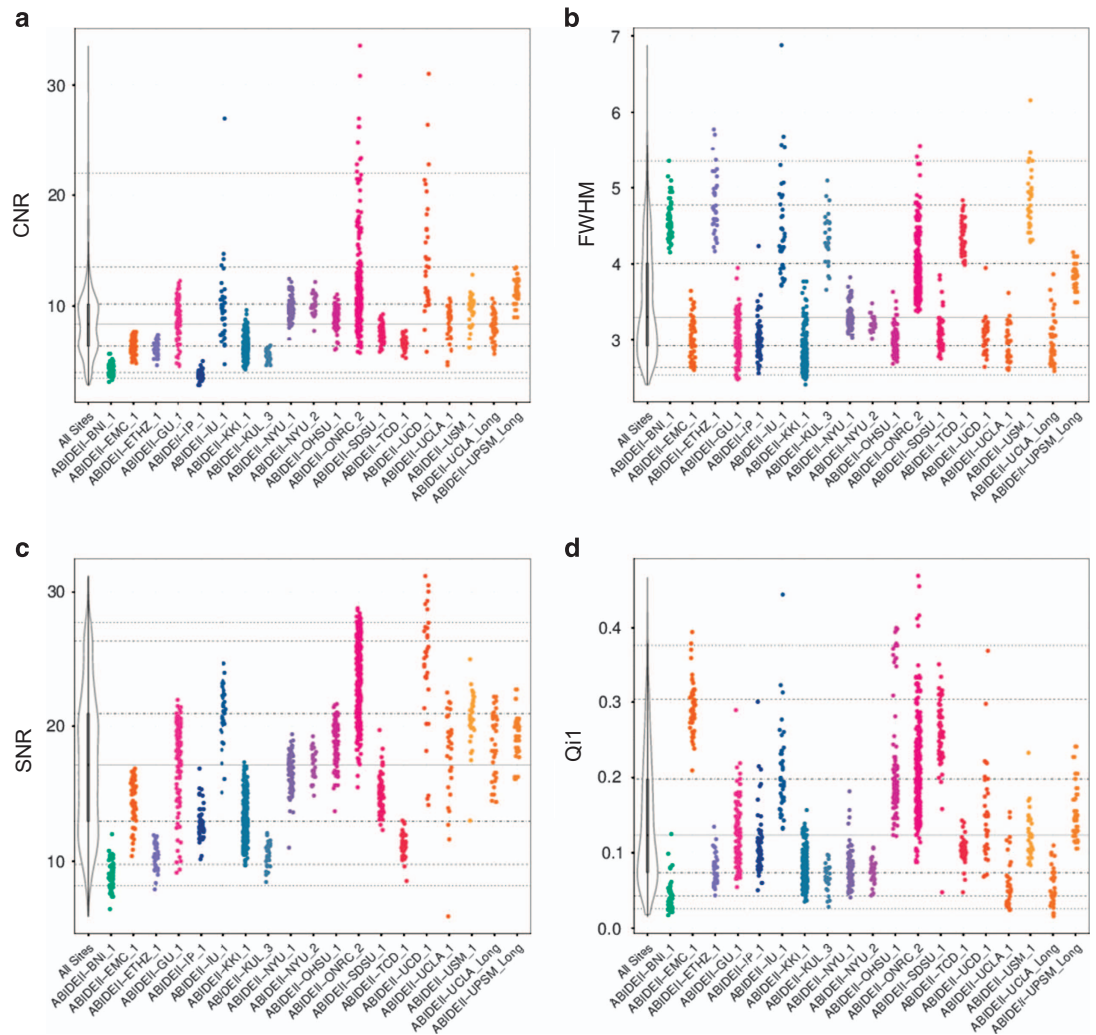 a
CNR
30
20
10
All Sites
ABIDEII-BNI_1
ABIDEII-EMC_1
ABIDEII-ETHZ_1
ABIDEII-GU_1
ABIDEII-IP_1
ABIDEII-IU_1
ABIDEII-KKI_1
ABIDEII-KUL_3
ABIDEII-NYU_1
ABIDEII-NYU_2
ABIDEII-OHSU_1
ABIDEII-ONRC_2
ABIDEII-SDSU_1
ABIDEII-TCD_1
ABIDEII-UCD_1
ABIDEII-UCLA_1
ABIDEII-USM_1
ABIDEII-UCLA_Long
ABIDEII-UPSM_Long
b
FWHM
7
6
5
4
3
All Sites
ABIDEII-BNI_1
ABIDEII-EMC_1
ABIDEII-ETHZ_1
ABIDEII-GU_1
ABIDEII-IP_1
ABIDEII-IU_1
ABIDEII-KKI_1
ABIDEII-KUL_3
ABIDEII-NYU_1
ABIDEII-NYU_2
ABIDEII-OHSU_1
ABIDEII-ONRC_2
ABIDEII-SDSU_1
ABIDEII-TCD_1
ABIDEII-UCD_1
ABIDEII-UCLA_1
ABIDEII-USM_1
ABIDEII-UCLA_Long
ABIDEII-UPSM_Long
c
SNR
30
20
10
All Sites
ABIDEII-BNI_1
ABIDEII-EMC_1
ABIDEII-ETHZ_1
ABIDEII-GU_1
ABIDEII-IP_1
ABIDEII-IU_1
ABIDEII-KKI_1
ABIDEII-KUL_3
ABIDEII-NYU_1
ABIDEII-NYU_2
ABIDEII-OHSU_1
ABIDEII-ONRC_2
ABIDEII-SDSU_1
ABIDEII-TCD_1
ABIDEII-UCD_1
ABIDEII-UCLA_1
ABIDEII-USM_1
ABIDEII-UCLA_Long
ABIDEII-UPSM_Long
d
Qi1
0.4
0.3
0.2
0.1
0.0
All Sites
ABIDEII-BNI_1
ABIDEII-EMC_1
ABIDEII-ETHZ_1
ABIDEII-GU_1
ABIDEII-IP_1
ABIDEII-IU_1
ABIDEII-KKI_1
ABIDEII-KUL_3
ABIDEII-NYU_1
ABIDEII-NYU_2
ABIDEII-OHSU_1
ABIDEII-ONRC_2
ABIDEII-SDSU_1
ABIDEII-TCD_1
ABIDEII-UCD_1
ABIDEII-UCLA_1
ABIDEII-USM_1
ABIDEII-UCLA_Long
ABIDEII-UPSM_Long